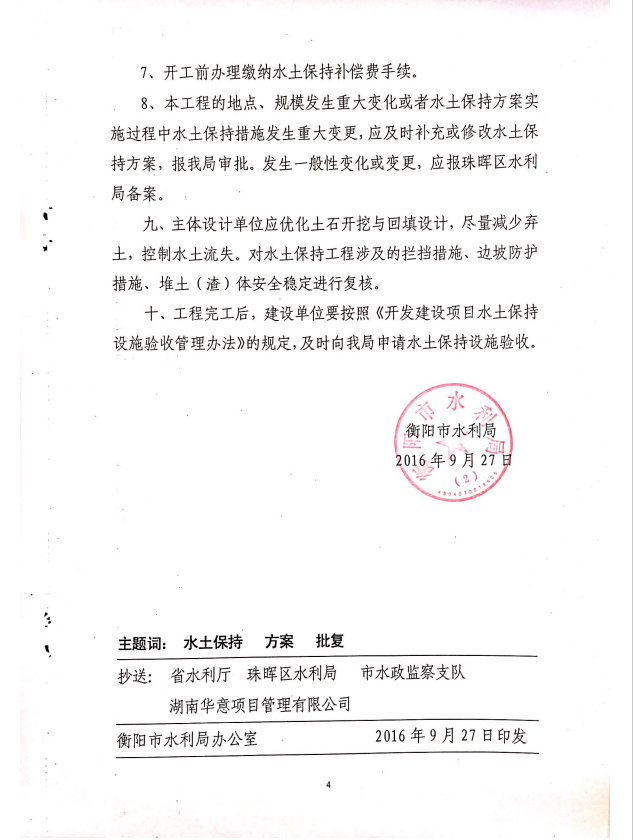 7、开工前办理缴纳水土保持补偿费手续。
8、本工程的地点、规模发生重大变化或者水土保持方案实
施过程中水土保持措施发生重大变更,应及时补充或修改水土保
持方案,报我局审批。发生一般性变化或变更,应报珠晖区水利
局备案。
九、主体设计单位应优化土石开挖与回填设计,尽量减少弃
土,控制水土流失。对水土保持工程涉及的拦挡措施、边坡防护
措施、堆土(渣)体安全稳定进行复核。
十、工程完工后,建设单位要按照《开发建设项目水土保持
设施验收管理办法》的规定,及时向我局申请水土保持设施验收。
衡阳市水利局
2016年9月27日
衡阳市水利局
(2)
主题词: 水土保持 方案 批复
抄送: 省水利厅 珠晖区水利局 市水政监察支队
湖南华意项目管理有限公司
衡阳市水利局办公室 2016年9月27日印发
4